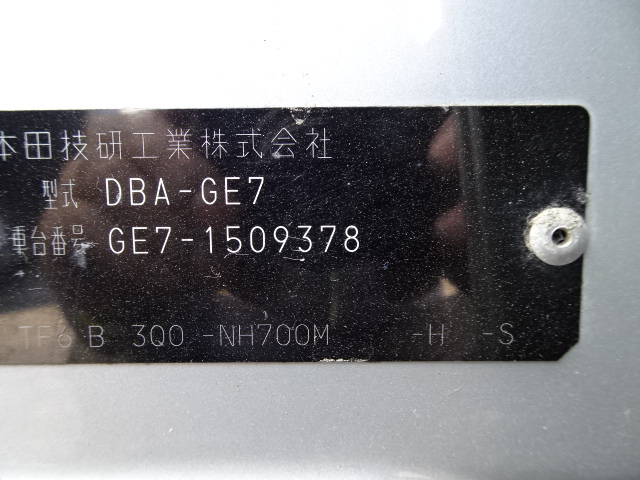 本田技研工業株式会社
型式 DBA-GE7
車台番号 GE7-1509378
TF6 B 3Q0 -NH700M -H -S